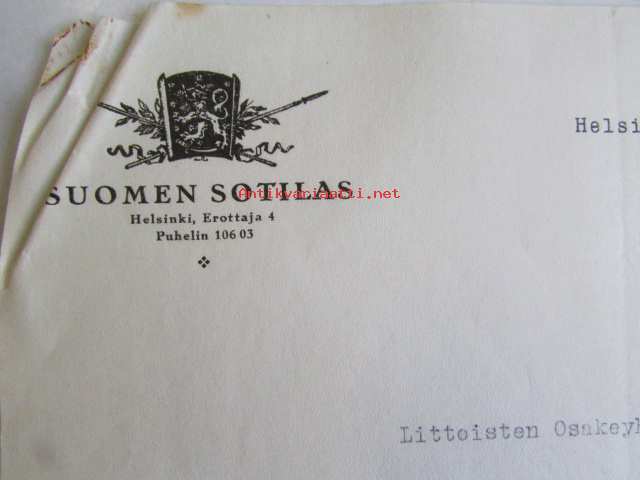 Helsi
SUOMEN SOTILAS
Antikvariaatti.net
Helsinki, Erottaja 4
Puhelin 106 03
Littoisten Osakeyh